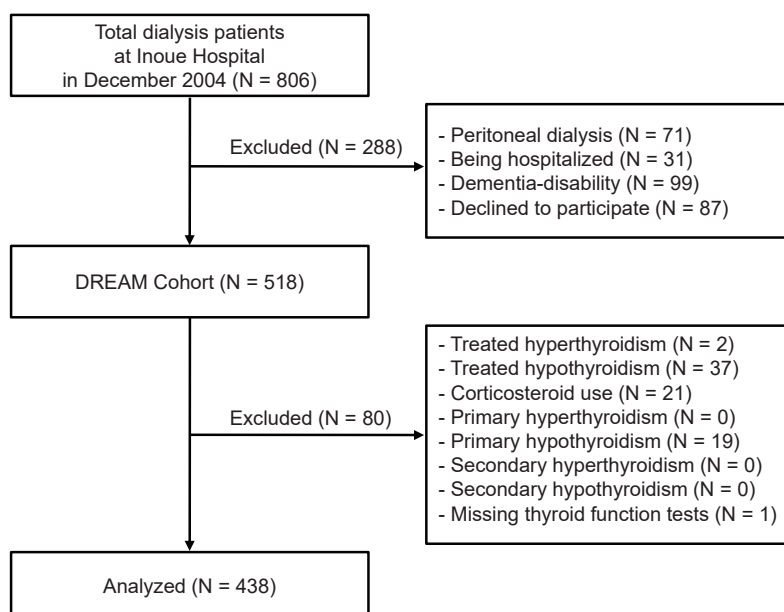 Total dialysis patients
at Inoue Hospital
in December 2004 (N = 806)
Excluded (N = 288)
- Peritoneal dialysis (N = 71)
- Being hospitalized (N = 31)
- Dementia-disability (N = 99)
- Declined to participate (N = 87)
DREAM Cohort (N = 518)
Excluded (N = 80)
- Treated hyperthyroidism (N = 2)
- Treated hypothyroidism (N = 37)
- Corticosteroid use (N = 21)
- Primary hyperthyroidism (N = 0)
- Primary hypothyroidism (N = 19)
- Secondary hyperthyroidism (N = 0)
- Secondary hypothyroidism (N = 0)
- Missing thyroid function tests (N = 1)
Analyzed (N = 438)